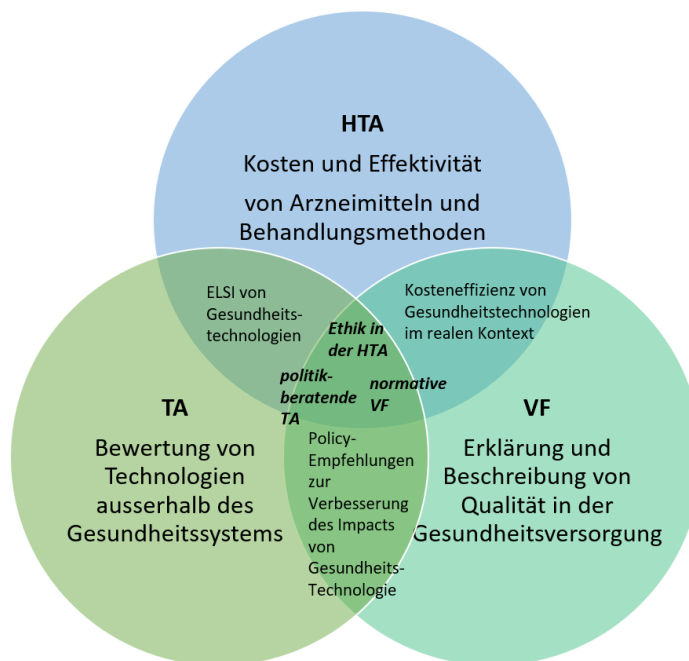 HTA
Kosten und Effektivität
von Arzneimitteln und
Behandlungsmethoden
ELSI von
Gesundheits-
technologien
Kosteneffizienz von
Gesundheitstechnologien
im realen Kontext
Ethik in
der HTA
politik-
beratende
TA
normative
VF
TA
Bewertung von
Technologien
ausserhalb des
Gesundheitssystems
Policy-
Empfehlungen
zur
Verbesserung
des Impacts
von
Gesundheits-
Technologie
VF
Erklärung und
Beschreibung von
Qualität in der
Gesundheitsversorgung